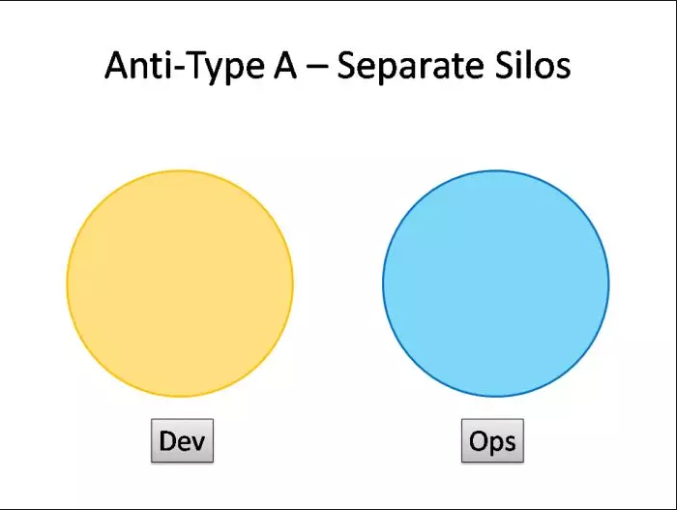 Anti-Type A – Separate Silos
Dev
Ops